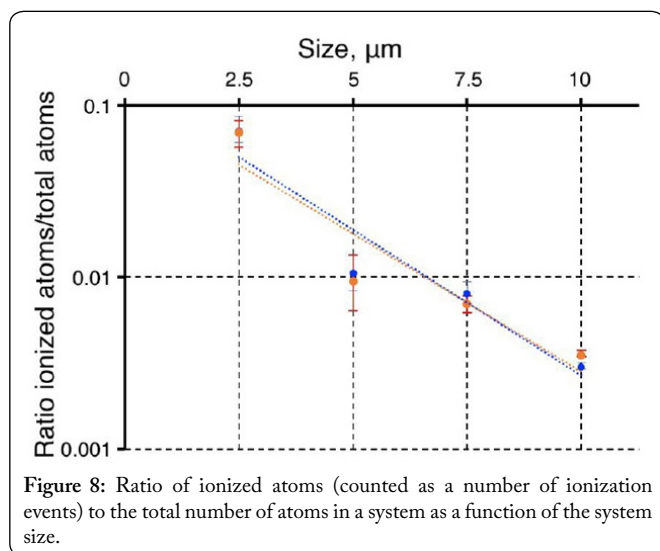 Size, μm
0 2.5 5 7.5 10
0.1
0.01
0.001
Ratio ionized atoms/total atoms
Figure 8: Ratio of ionized atoms (counted as a number of ionization
events) to the total number of atoms in a system as a function of the system
size.